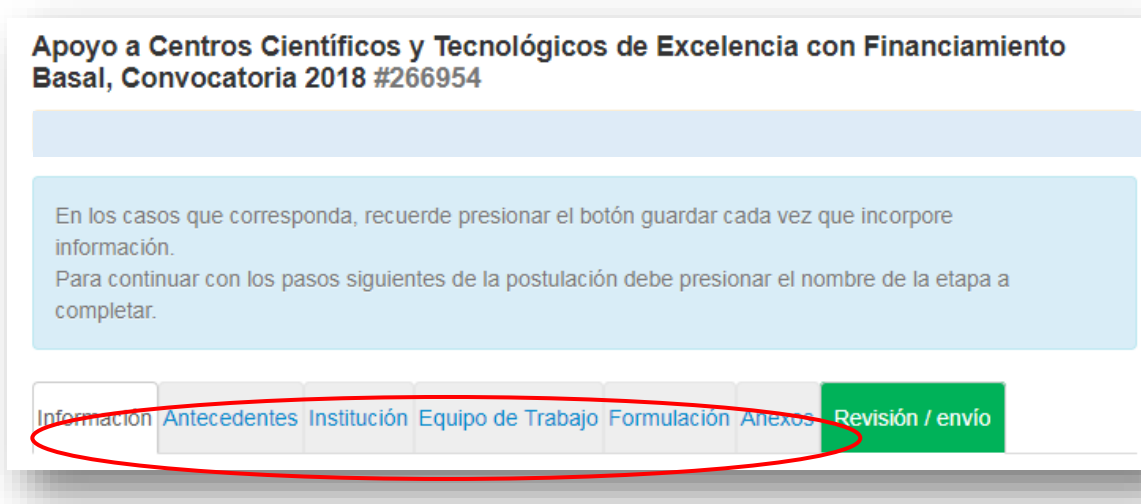 Apoyo a Centros Científicos y Tecnológicos de Excelencia con Financiamiento
Basal, Convocatoria 2018 #266954
En los casos que corresponda, recuerde presionar el botón guardar cada vez que incorpore
información.
Para continuar con los pasos siguientes de la postulación debe presionar el nombre de la etapa a
completar.
Información Antecedentes Institución Equipo de Trabajo Formulación Anexos Revisión / envío